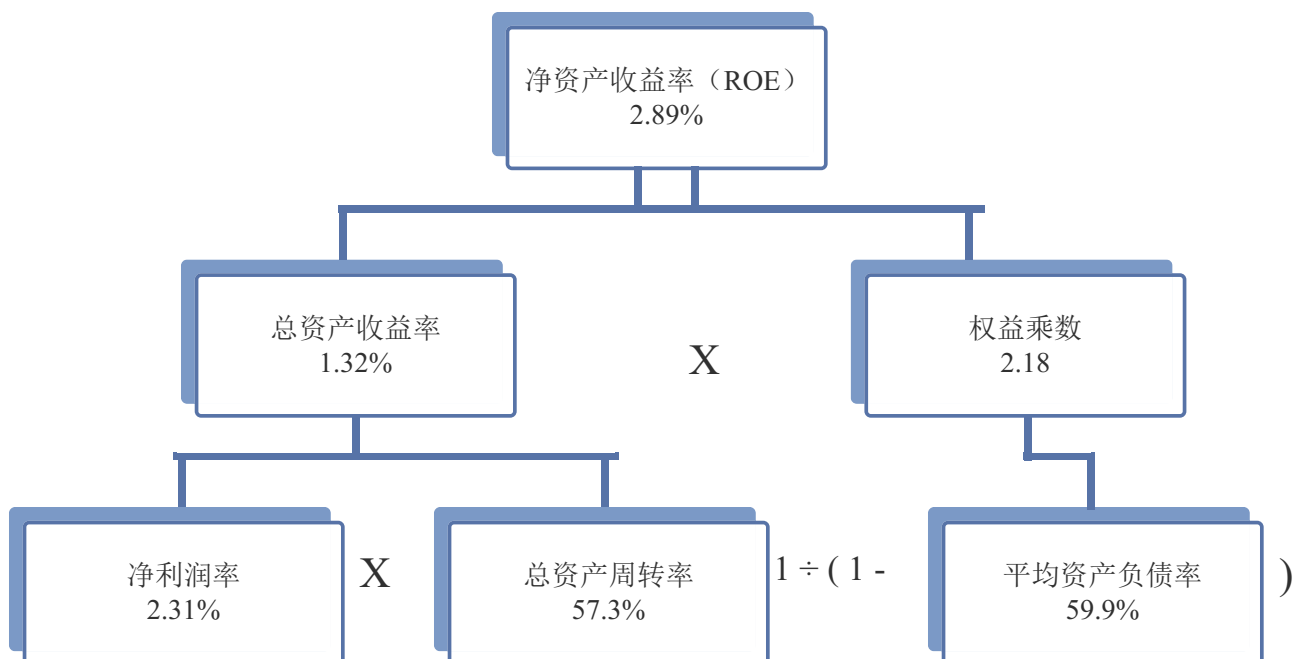 净资产收益率（ROE）
2.89%
总资产收益率
1.32%
X
权益乘数
2.18
净利润率
2.31%
X
总资产周转率
57.3%
1 ÷ ( 1 -
平均资产负债率
59.9%
)